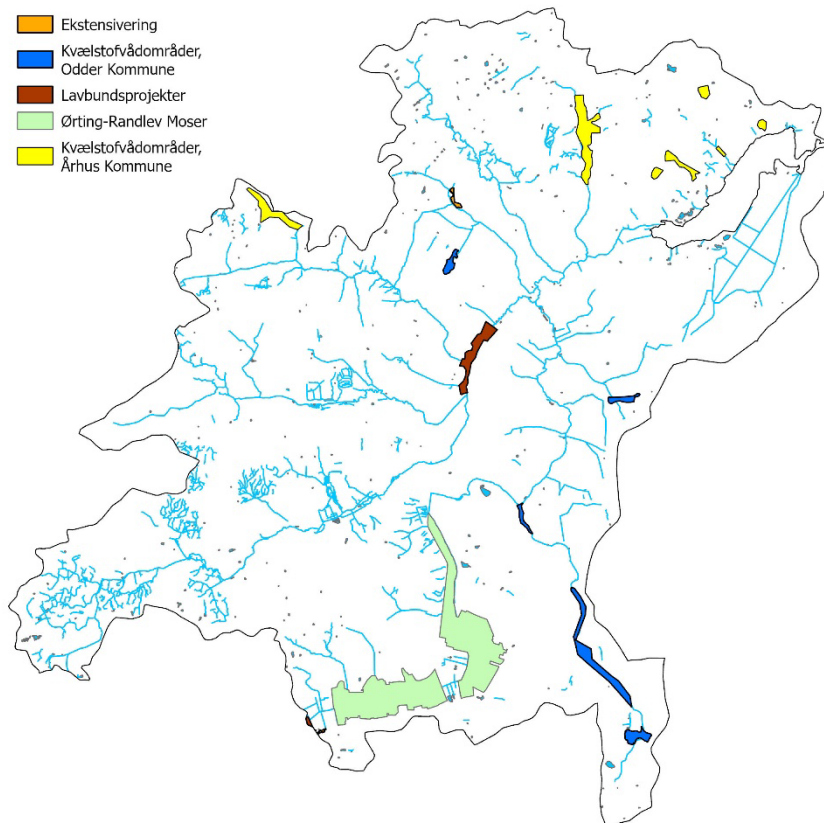 Ekstensivering
Kvælstofvådområder,
Odder Kommune
Lavbundsprojekter
Ørting-Randlev Moser
Kvælstofvådområder,
Århus Kommune